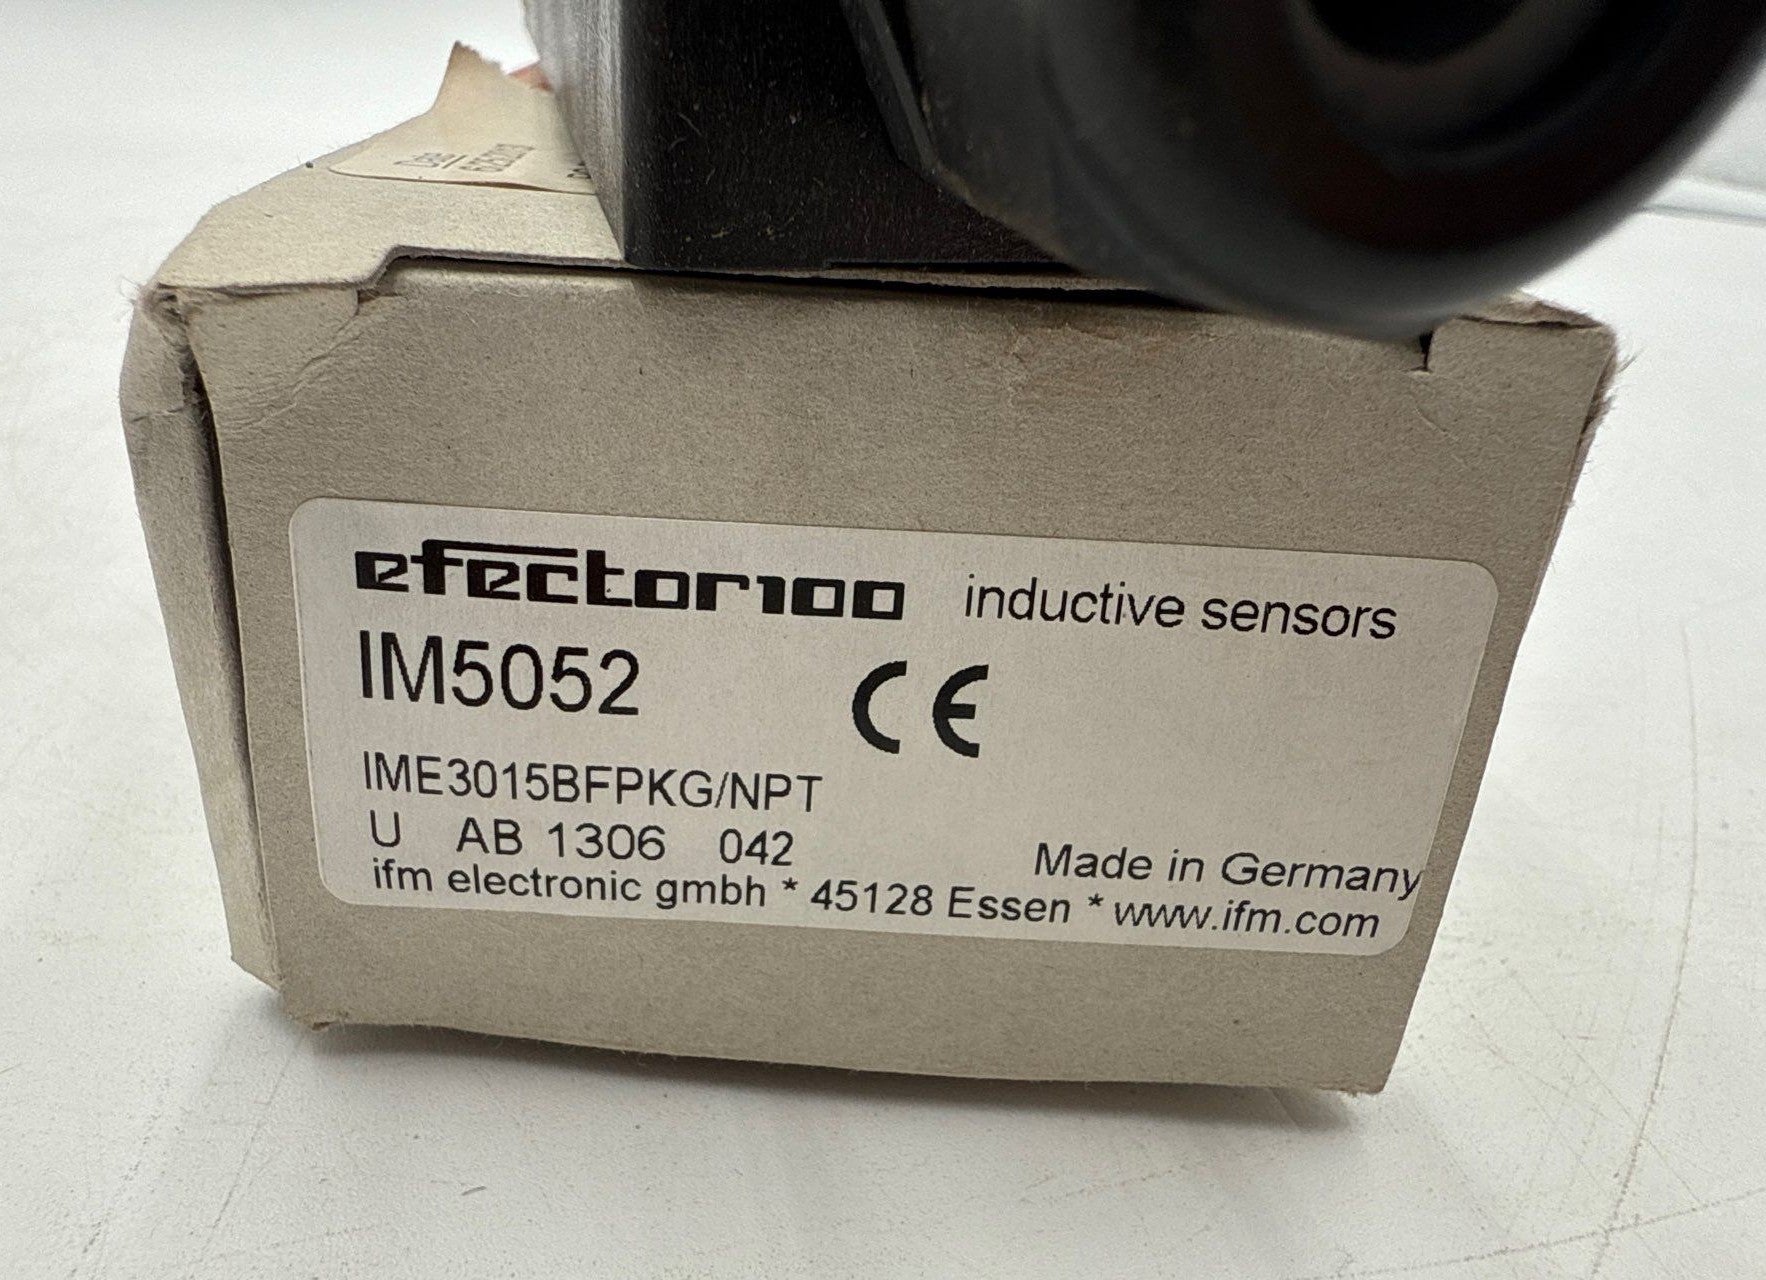 efector100 inductive sensors
IM5052 CE
IME3015BFPKG/NPT
U AB 1306 042
Made in Germany
ifm electronic gmbh * 45128 Essen * www.ifm.com